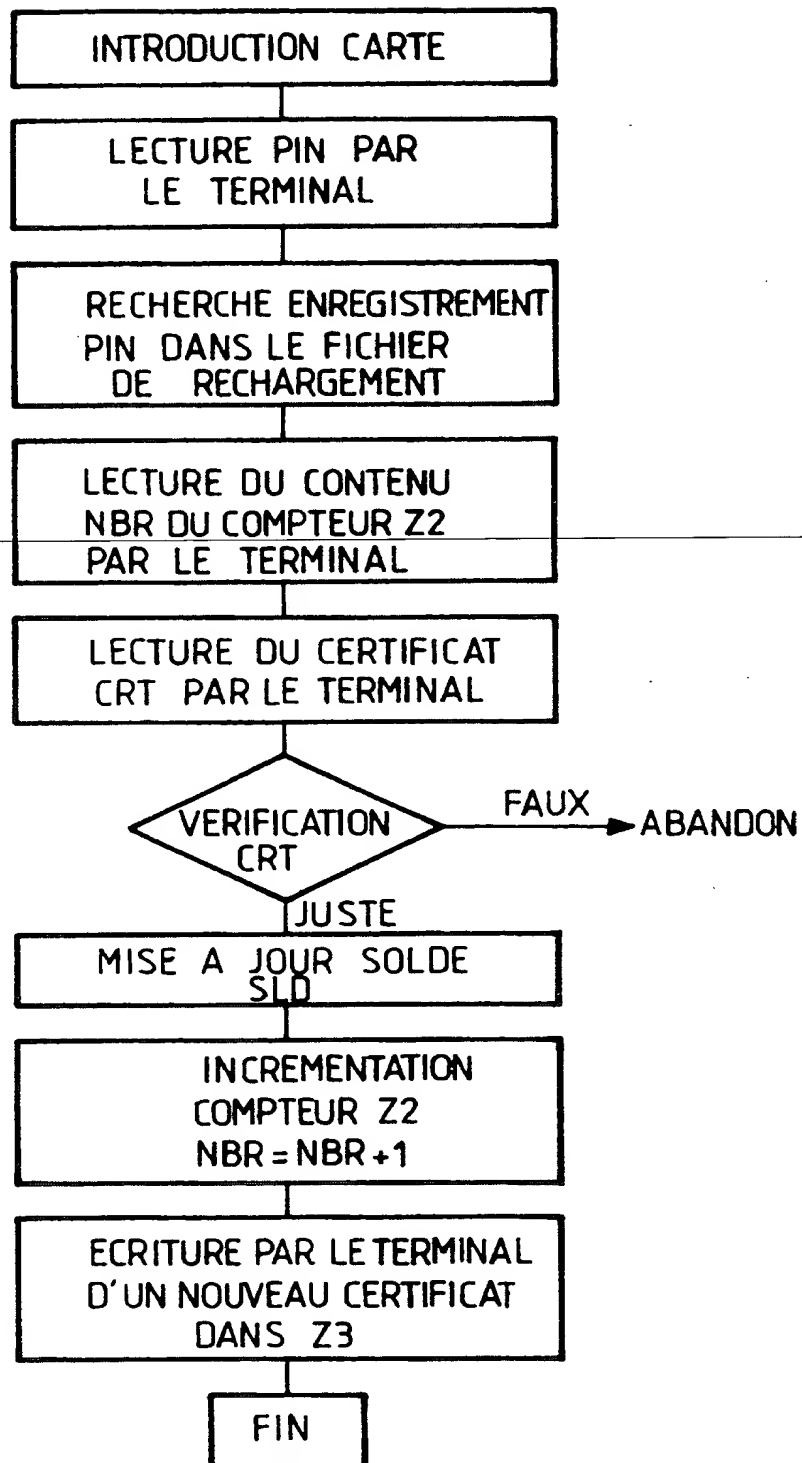 INTRODUCTION CARTE
LECTURE PIN PAR
LE TERMINAL
RECHERCHE ENREGISTREMENT
PIN DANS LE FICHIER
DE RECHARGEMENT
LECTURE DU CONTENU
NBR DU COMPTEUR Z2
PAR LE TERMINAL
LECTURE DU CERTIFICAT
CRT PAR LE TERMINAL
VERIFICATION
CRT
FAUX
ABANDON
JUSTE
MISE A JOUR SOLDE
SLD
INCREMENTATION
COMPTEUR Z2
NBR = NBR +1
ECRITURE PAR LE TERMINAL
D'UN NOUVEAU CERTIFICAT
DANS Z3
FIN